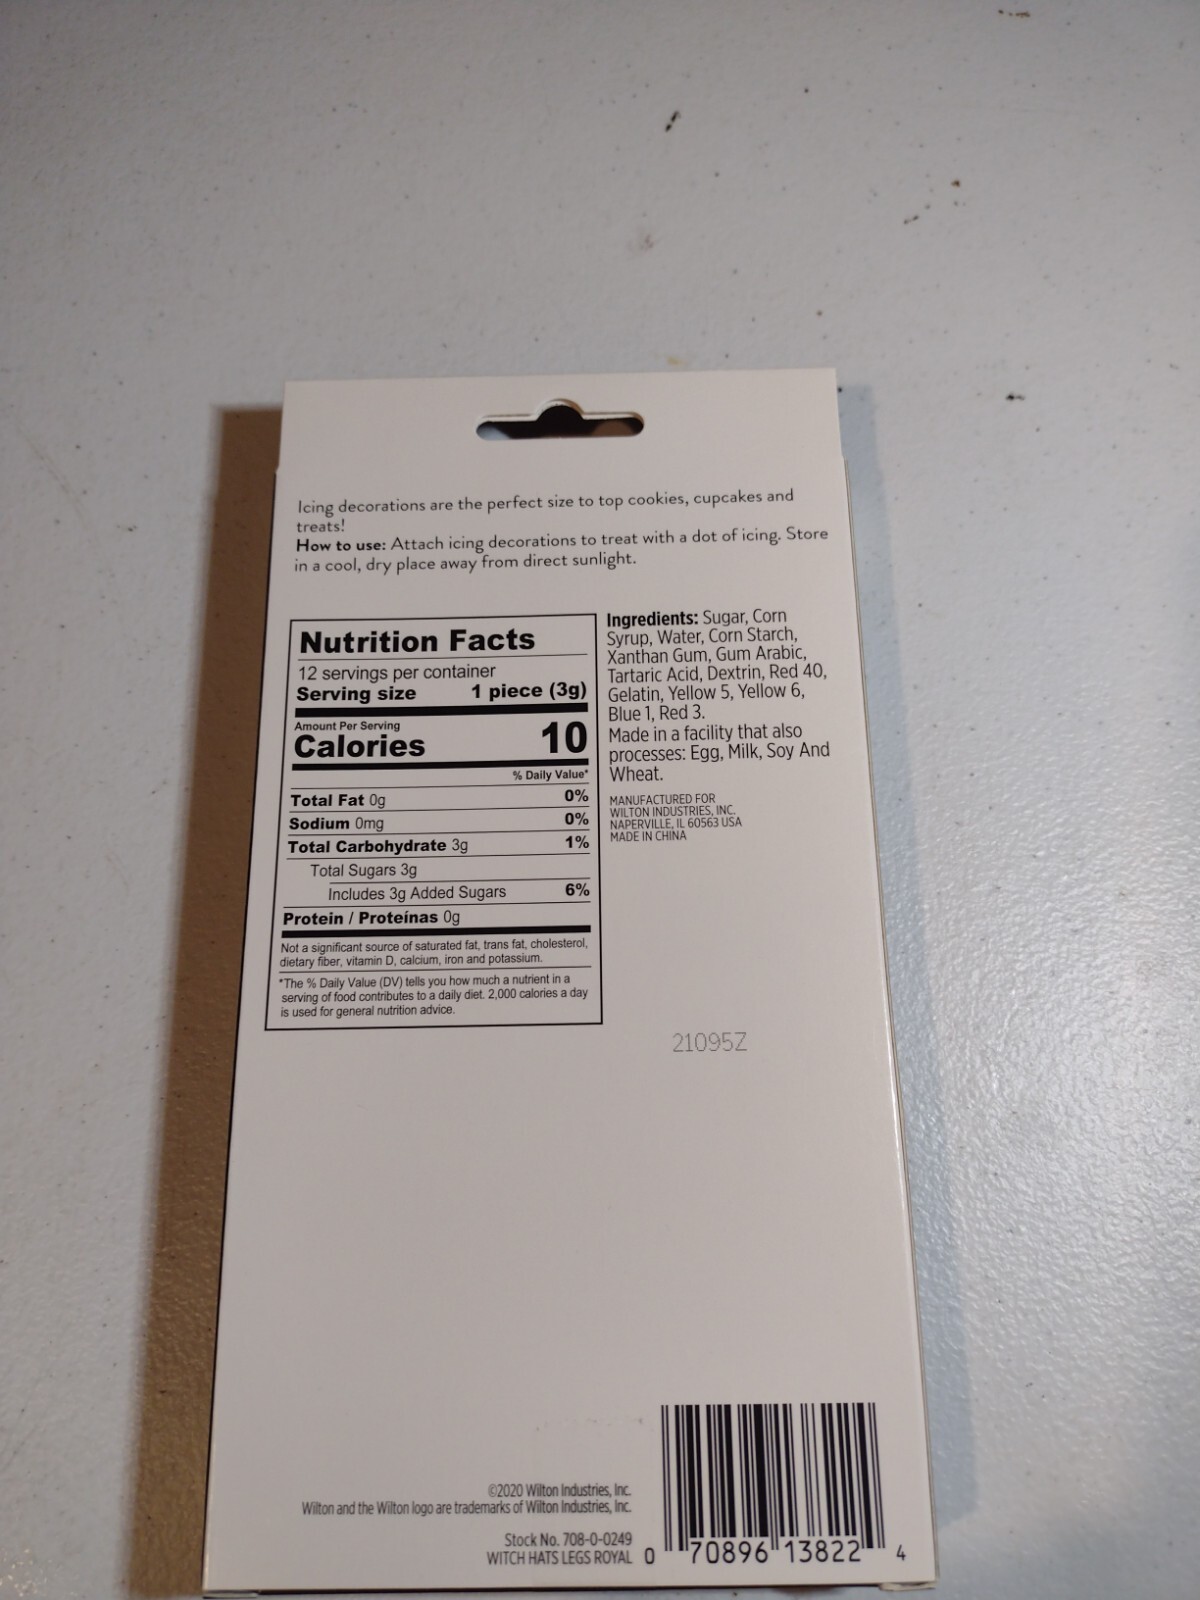 Icing decorations are the perfect size to top cookies, cupcakes and
treats!
How to use: Attach icing decorations to treat with a dot of icing. Store
in a cool, dry place away from direct sunlight.
Nutrition Facts
12 servings per container
Serving size 1 piece (3g)
Amount Per Serving
Calories 10
% Daily Value*
Total Fat 0g 0%
Sodium 0mg 0%
Total Carbohydrate 3g 1%
Total Sugars 3g
Includes 3g Added Sugars 6%
Protein / Proteínas 0g
Not a significant source of saturated fat, trans fat, cholesterol,
dietary fiber, vitamin D, calcium, iron and potassium.
*The % Daily Value (DV) tells you how much a nutrient in a
serving of food contributes to a daily diet. 2,000 calories a day
is used for general nutrition advice.
Ingredients: Sugar, Corn
Syrup, Water, Corn Starch,
Xanthan Gum, Gum Arabic,
Tartaric Acid, Dextrin, Red 40,
Gelatin, Yellow 5, Yellow 6,
Blue 1, Red 3.
Made in a facility that also
processes: Egg, Milk, Soy And
Wheat.
MANUFACTURED FOR
WILTON INDUSTRIES, INC.
NAPERVILLE, IL 60563 USA
MADE IN CHINA
21095Z
©2020 Wilton Industries, Inc.
Wilton and the Wilton logo are trademarks of Wilton Industries, Inc.
Stock No. 708-0-0249
WITCH HATS LEGS ROYAL
0 70896 13822 4